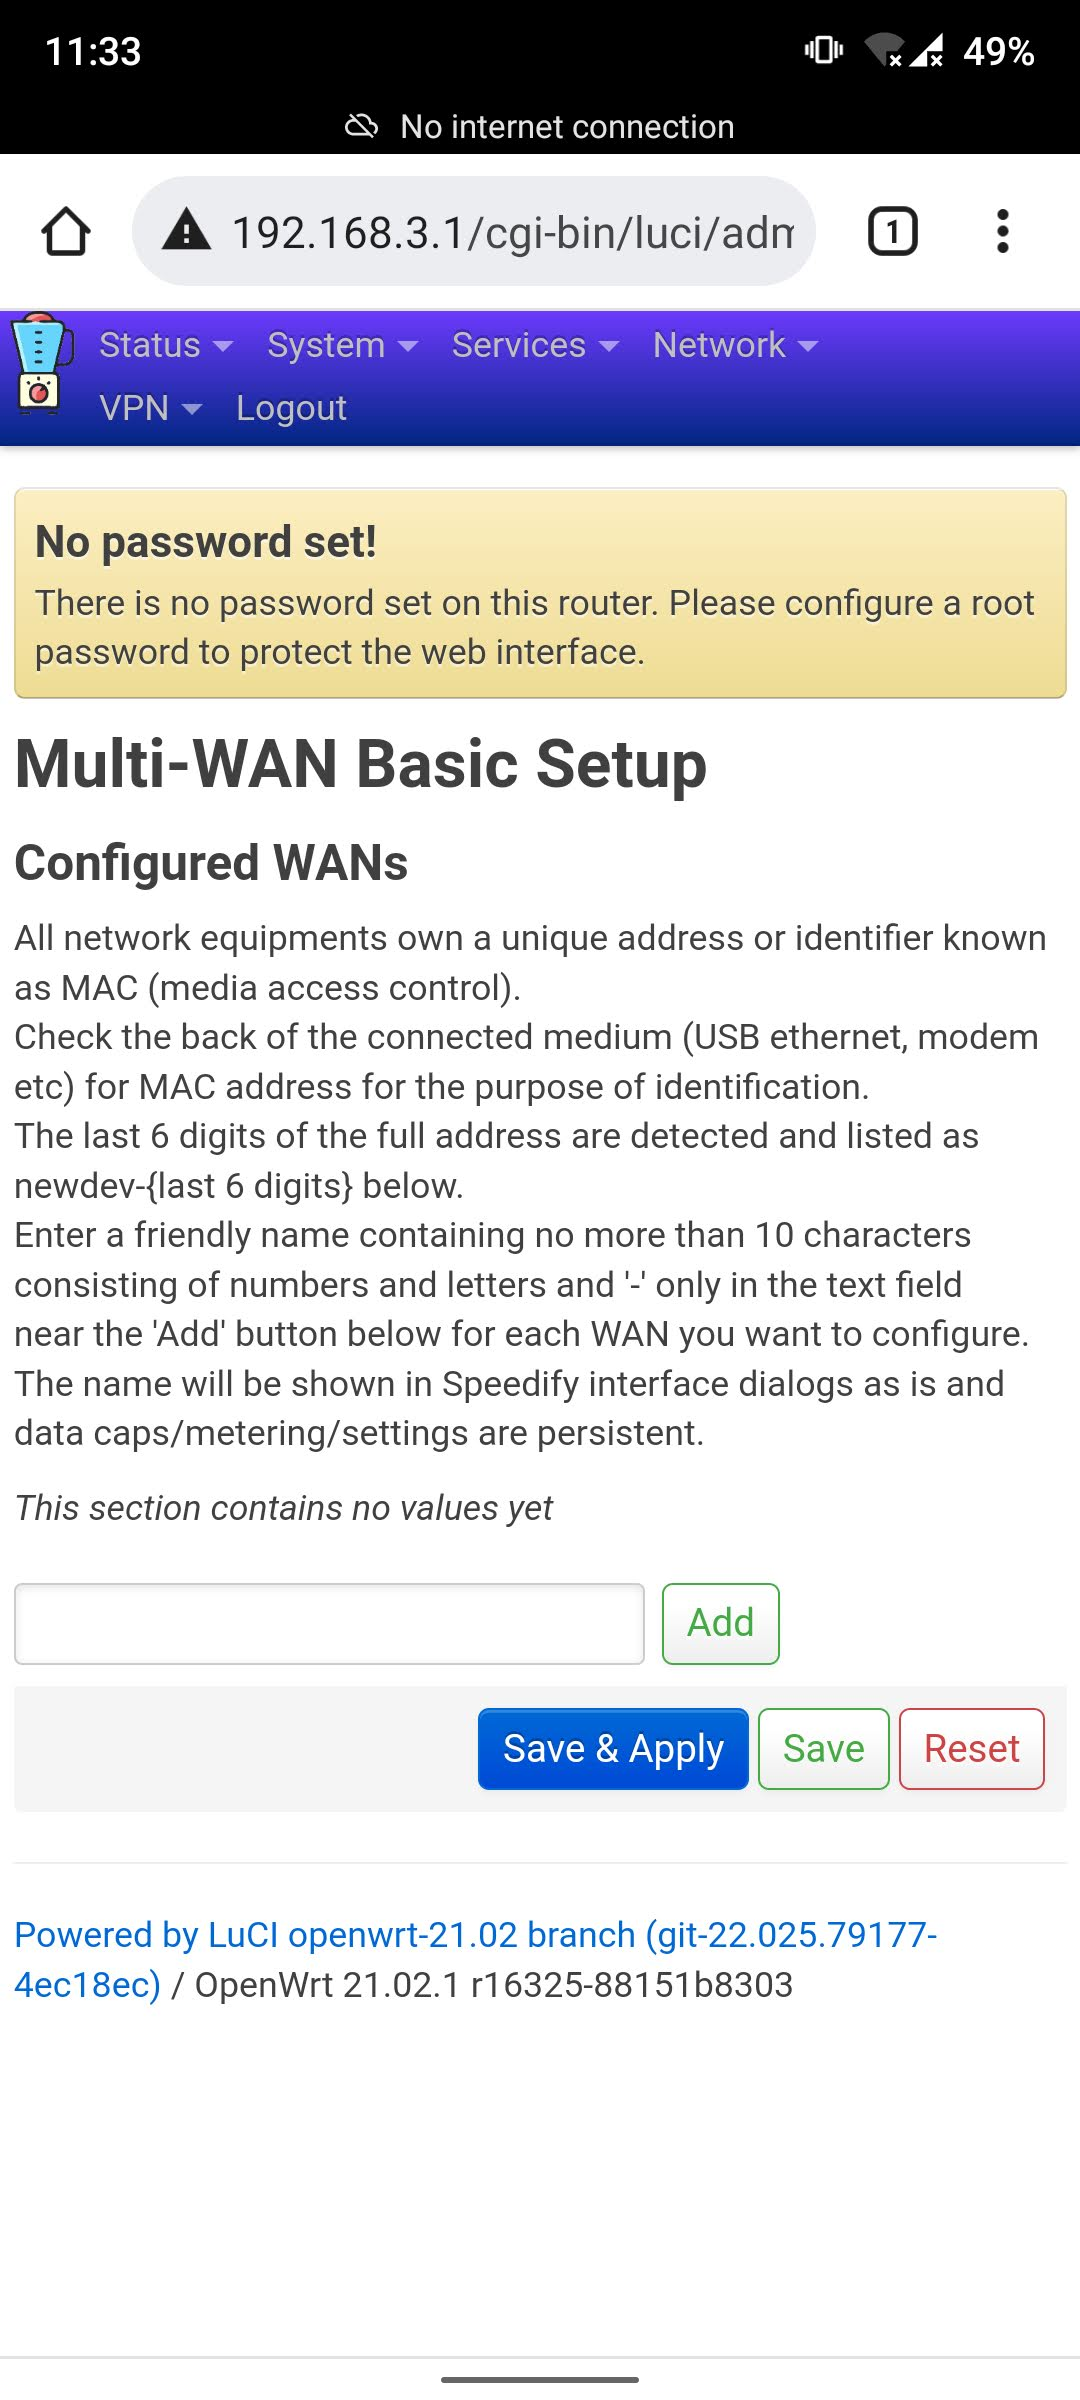 11:33
49%
No internet connection
192.168.3.1/cgi-bin/luci/adm
1
Status System Services Network
VPN Logout
No password set!
There is no password set on this router. Please configure a root
password to protect the web interface.
Multi-WAN Basic Setup
Configured WANs
All network equipments own a unique address or identifier known
as MAC (media access control).
Check the back of the connected medium (USB ethernet, modem
etc) for MAC address for the purpose of identification.
The last 6 digits of the full address are detected and listed as
newdev-{last 6 digits} below.
Enter a friendly name containing no more than 10 characters
consisting of numbers and letters and '-' only in the text field
near the 'Add' button below for each WAN you want to configure.
The name will be shown in Speedify interface dialogs as is and
data caps/metering/settings are persistent.
This section contains no values yet
Add
Save & Apply Save Reset
Powered by LuCI openwrt-21.02 branch (git-22.025.79177-
4ec18ec) / OpenWrt 21.02.1 r16325-88151b8303